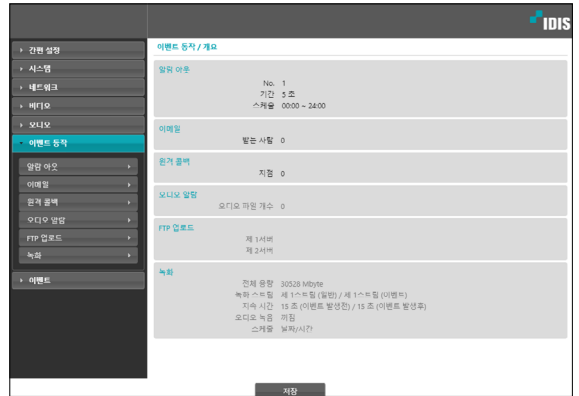 IDIS
간편 설정
시스템
네트워크
비디오
오디오
이벤트 동작
알람 아웃
이메일
원격 콜백
오디오 알람
FTP 업로드
녹화
이벤트
이벤트 동작 / 개요
알람 아웃
No. 1
기간 5 초
스케줄 00:00 ~ 24:00
이메일
받는 사람 0
원격 콜백
지점 0
오디오 알람
오디오 파일 개수 0
FTP 업로드
제 1서버
제 2서버
녹화
전체 용량 30528 Mbyte
녹화 스트림 제 1스트림 (일반) / 제 1스트림 (이벤트)
지속 시간 15 초 (이벤트 발생전) / 15 초 (이벤트 발생후)
오디오 녹음 꺼짐
스케줄 날짜/시간
저장